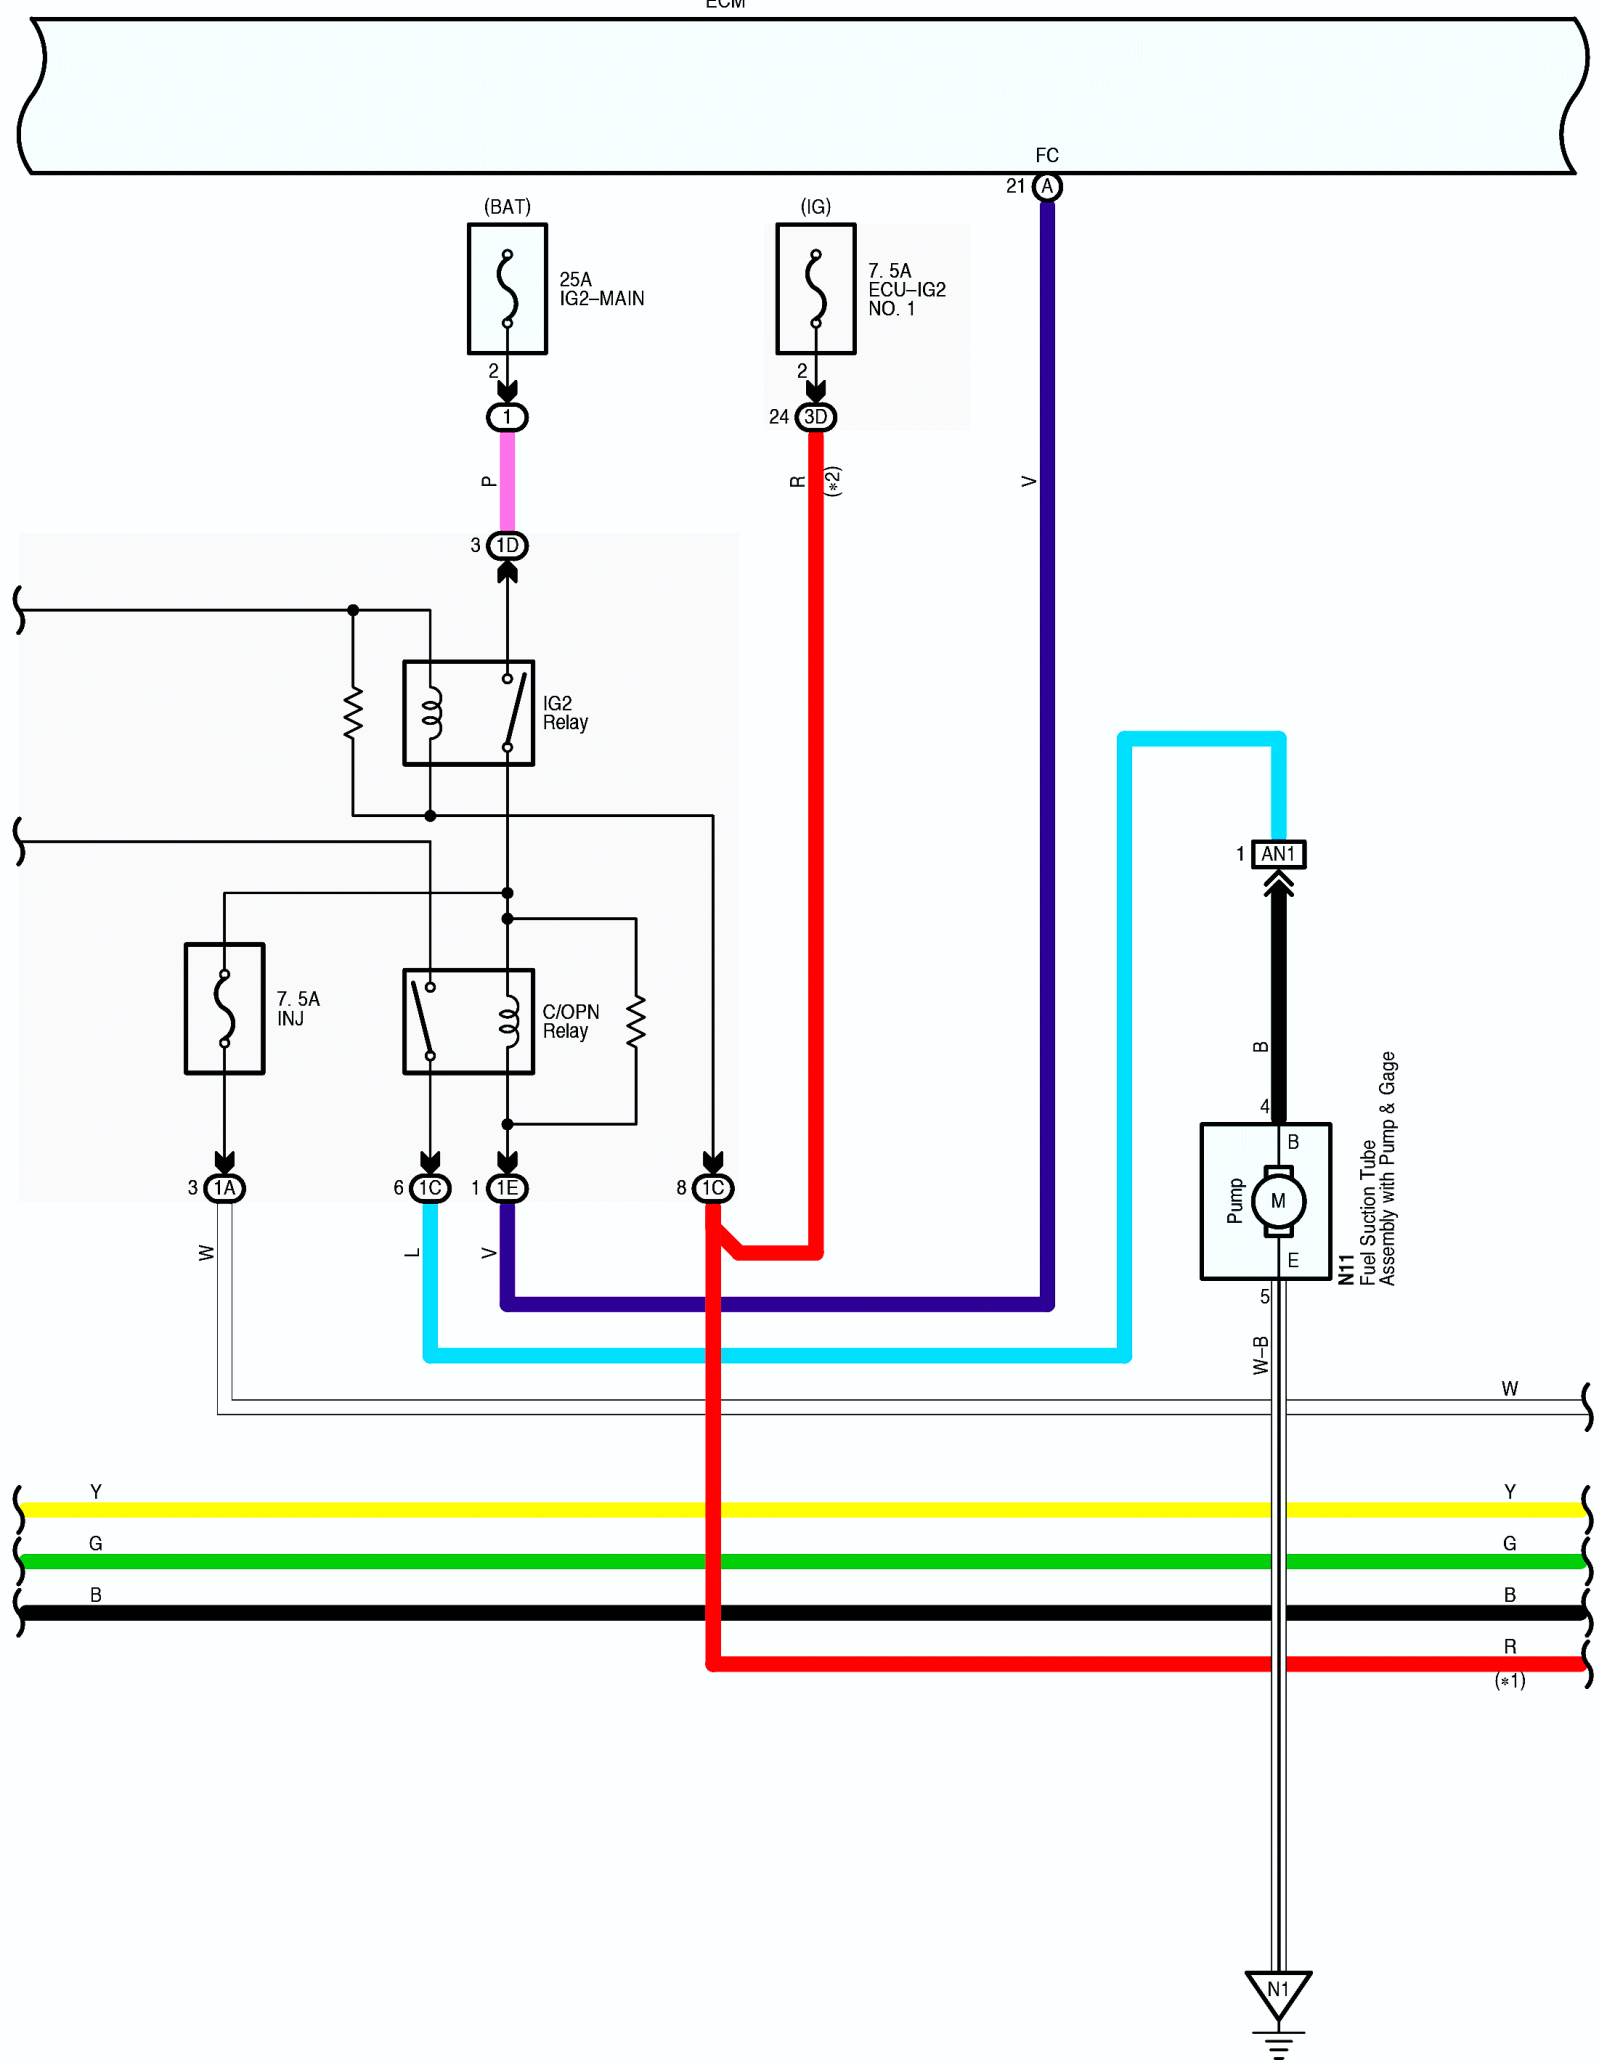 ECM
FC
21 A
(BAT)
(IG)
25A
IG2–MAIN
7. 5A
ECU–IG2
NO. 1
2
2
1
24 3D
P
R
(*2)
V
3 1D
IG2
Relay
1 AN1
7. 5A
INJ
C/OPN
Relay
B
4
B
Pump
M
E
N11
Fuel Suction Tube
Assembly with Pump & Gage
3 1A
6 1C
1 1E
8 1C
W
L
V
5
W–B
W
Y
Y
G
G
B
B
R
(*1)
N1